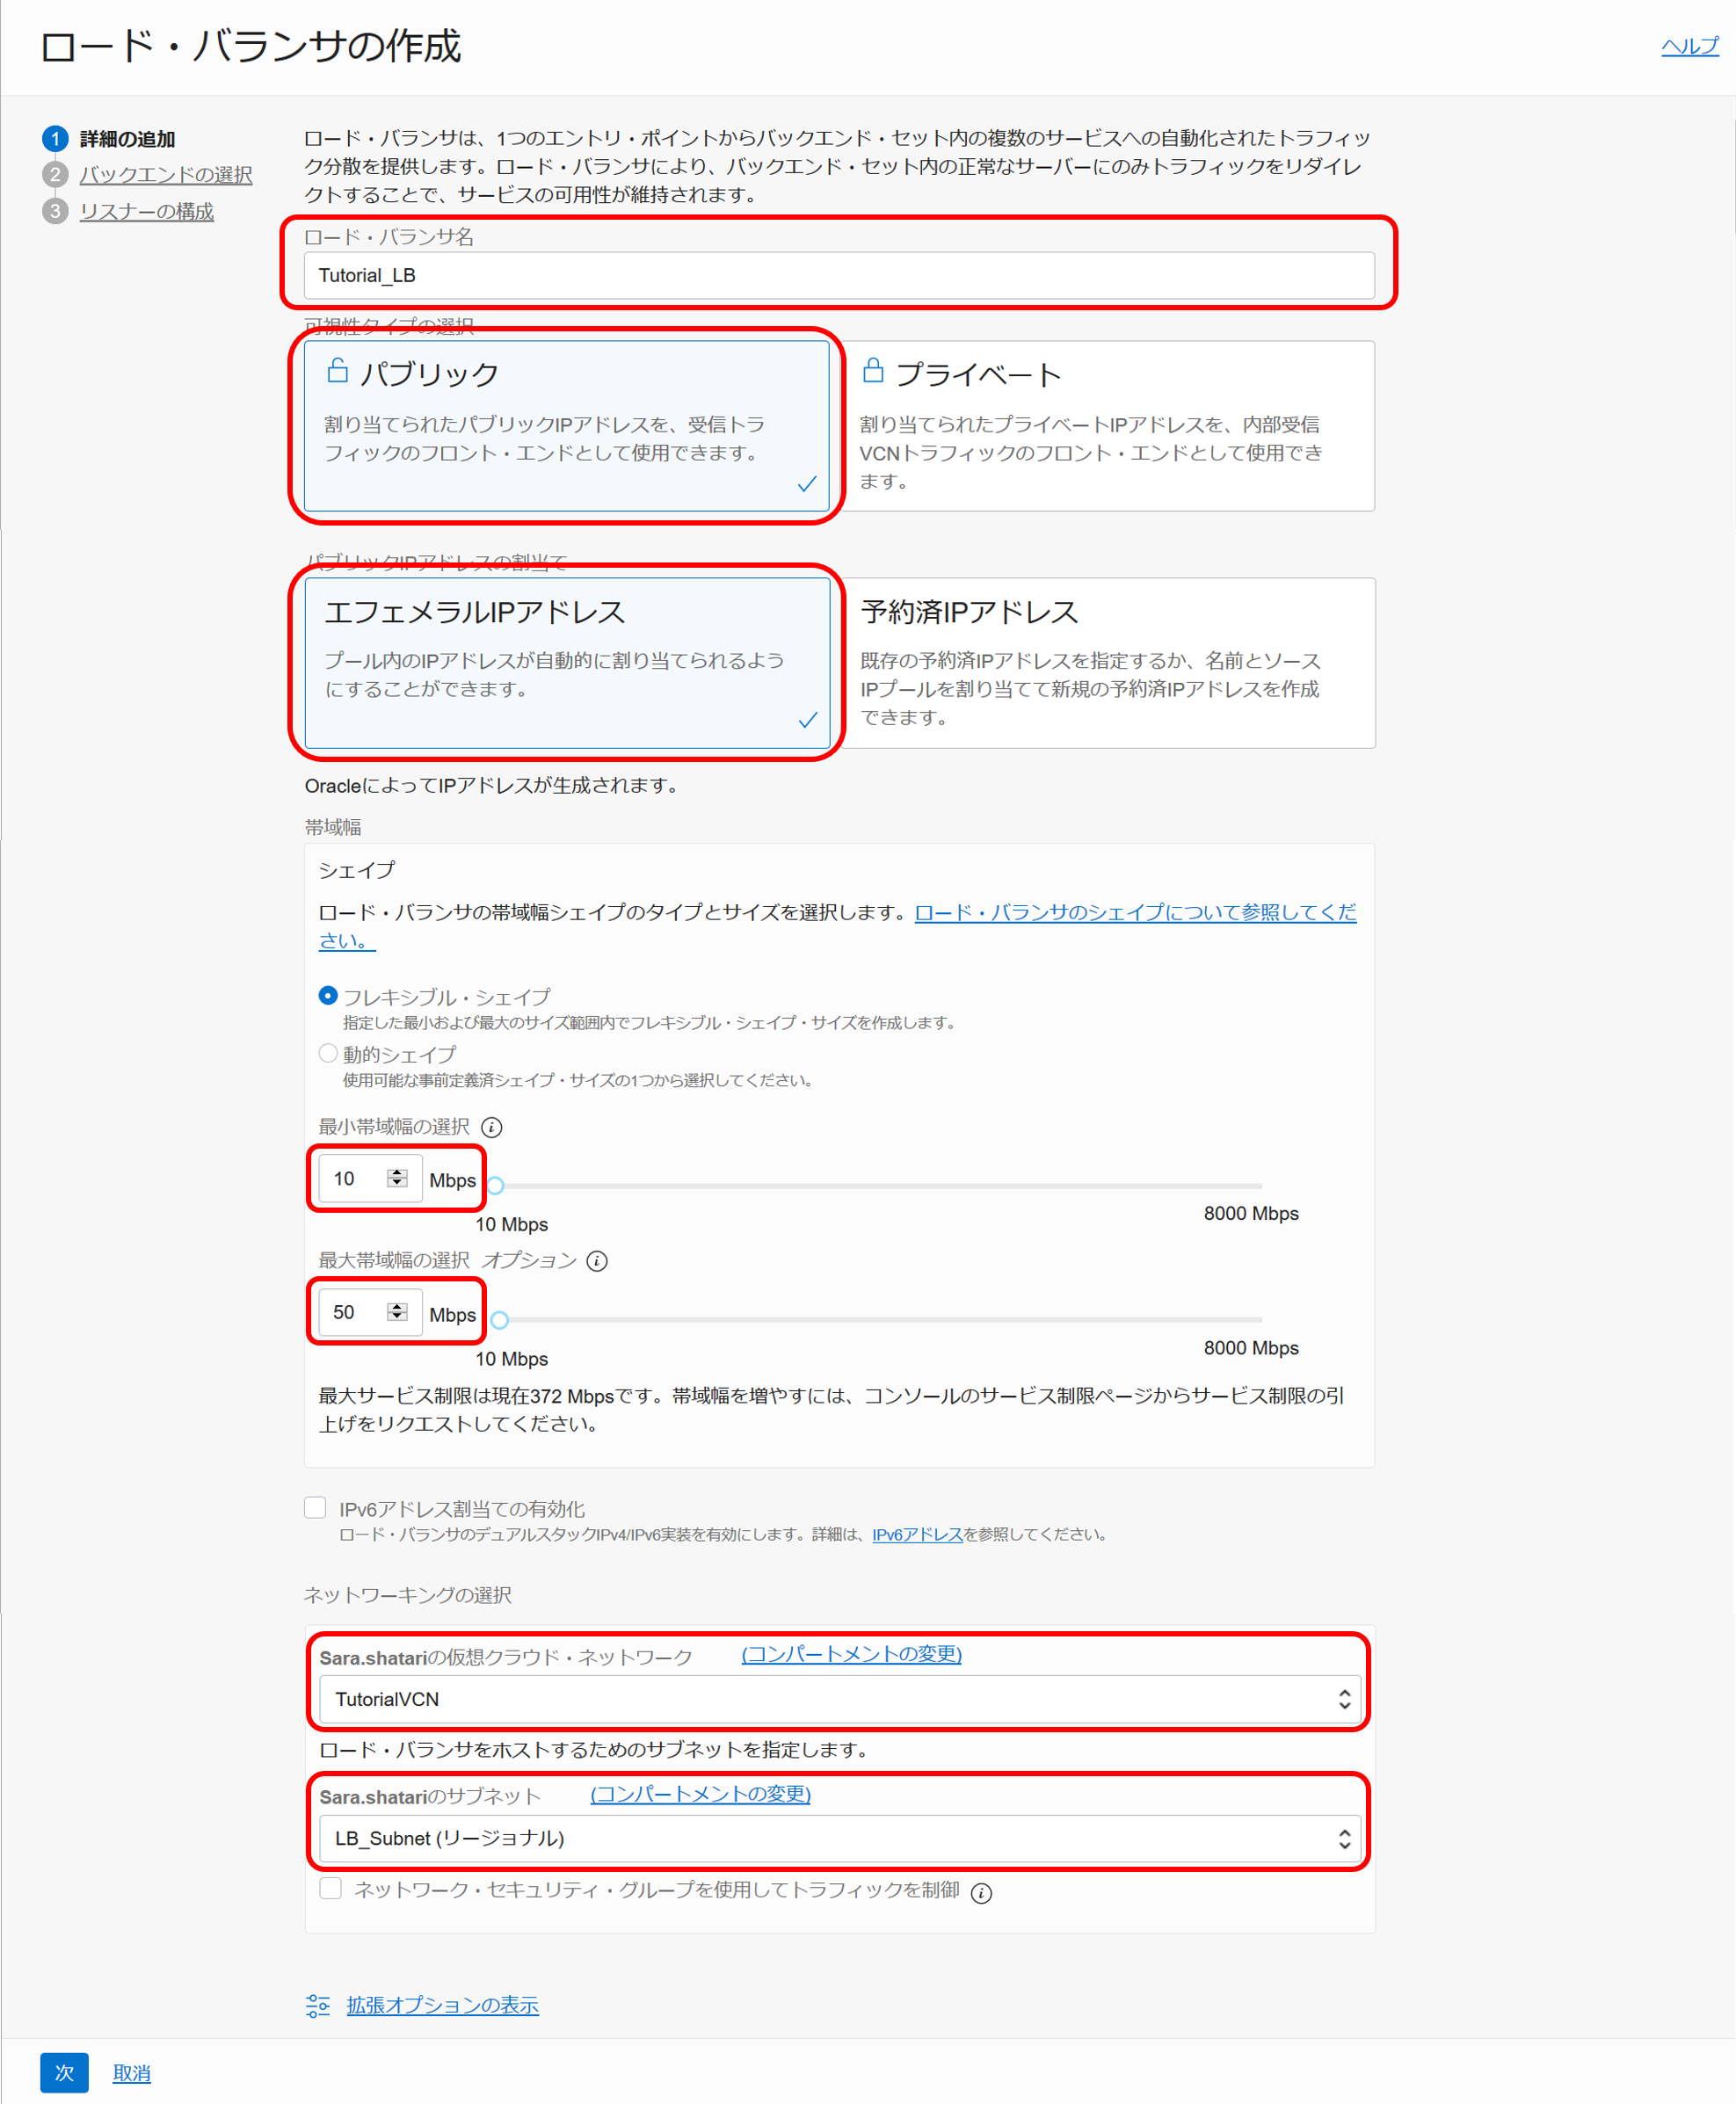 ロード・バランサの作成
ヘルプ
1 詳細の追加
2 バックエンドの選択
3 リスナーの構成
ロード・バランサは、1つのエントリ・ポイントからバックエンド・セット内の複数のサービスへの自動化されたトラフィッ
ク分散を提供します。ロード・バランサにより、バックエンド・セット内の正常なサーバーにのみトラフィックをリダイレ
クトすることで、サービスの可用性が維持されます。
ロード・バランサ名
Tutorial_LB
可視性タイプの選択
パブリック
割り当てられたパブリックIPアドレスを、受信トラ
フィックのフロント・エンドとして使用できます。
プライベート
割り当てられたプライベートIPアドレスを、内部受信
VCNトラフィックのフロント・エンドとして使用でき
ます。
パブリックIPアドレスの割当て
エフェメラルIPアドレス
プール内のIPアドレスが自動的に割り当てられるよう
にすることができます。
予約済IPアドレス
既存の予約済IPアドレスを指定するか、名前とソース
IPプールを割り当てて新規の予約済IPアドレスを作成
できます。
OracleによってIPアドレスが生成されます。
帯域幅
シェイプ
ロード・バランサの帯域幅シェイプのタイプとサイズを選択します。ロード・バランサのシェイプについて参照してくだ
さい。
フレキシブル・シェイプ
指定した最小および最大のサイズ範囲内でフレキシブル・シェイプ・サイズを作成します。
動的シェイプ
使用可能な事前定義済シェイプ・サイズの1つから選択してください。
最小帯域幅の選択
10 Mbps
10 Mbps
8000 Mbps
最大帯域幅の選択 オプション
50 Mbps
10 Mbps
8000 Mbps
最大サービス制限は現在372 Mbpsです。帯域幅を増やすには、コンソールのサービス制限ページからサービス制限の引
上げをリクエストしてください。
IPv6アドレス割当ての有効化
ロード・バランサのデュアルスタックIPv4/IPv6実装を有効にします。詳細は、IPv6アドレスを参照してください。
ネットワーキングの選択
Sara.shatariの仮想クラウド・ネットワーク (コンパートメントの変更)
TutorialVCN
ロード・バランサをホストするためのサブネットを指定します。
Sara.shatariのサブネット (コンパートメントの変更)
LB_Subnet (リージョナル)
ネットワーク・セキュリティ・グループを使用してトラフィックを制御
拡張オプションの表示
次 取消